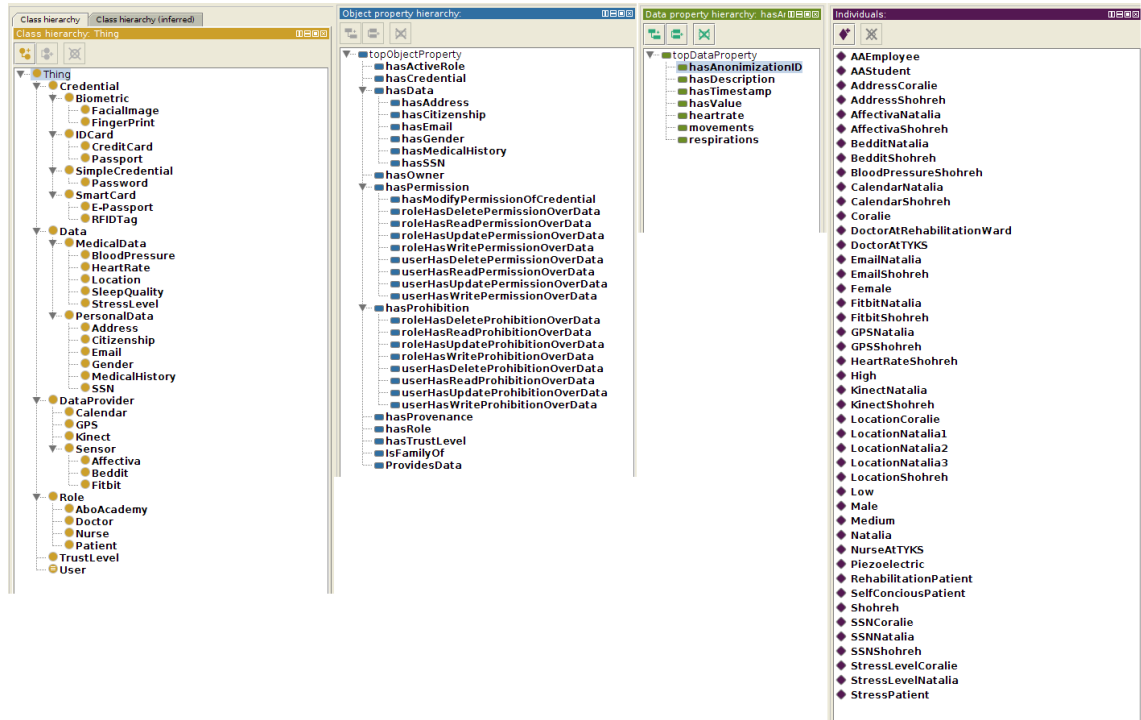 Class hierarchy
Class hierarchy (inferred)
Class hierarchy: Thing
Thing
Credential
Biometric
FacialImage
FingerPrint
IDCard
CreditCard
Passport
SimpleCredential
Password
SmartCard
E-Passport
RFIDTag
Data
MedicalData
BloodPressure
HeartRate
Location
SleepQuality
StressLevel
PersonalData
Address
Citizenship
Email
Gender
MedicalHistory
SSN
DataProvider
Calendar
GPS
Kinect
Sensor
Affectiva
Beddit
Fitbit
Role
AboAcademy
Doctor
Nurse
Patient
TrustLevel
User
Object property hierarchy:
topObjectProperty
hasActiveRole
hasCredential
hasData
hasAddress
hasCitizenship
hasEmail
hasGender
hasMedicalHistory
hasSSN
hasOwner
hasPermission
hasModifyPermissionOfCredential
roleHasDeletePermissionOverData
roleHasReadPermissionOverData
roleHasUpdatePermissionOverData
roleHasWritePermissionOverData
userHasDeletePermissionOverData
userHasReadPermissionOverData
userHasUpdatePermissionOverData
userHasWritePermissionOverData
hasProhibition
roleHasDeleteProhibitionOverData
roleHasReadProhibitionOverData
roleHasUpdateProhibitionOverData
roleHasWriteProhibitionOverData
userHasDeleteProhibitionOverData
userHasReadProhibitionOverData
userHasUpdateProhibitionOverData
userHasWriteProhibitionOverData
hasProvenance
hasRole
hasTrustLevel
IsFamilyOf
ProvidesData
Data property hierarchy: hasAn
topDataProperty
hasAnonimizationID
hasDescription
hasTimestamp
hasValue
heartrate
movements
respirations
Individuals:
AAEmployee
AAStudent
AddressCoralie
AddressShohreh
AffectivaNatalia
AffectivaShohreh
BedditNatalia
BedditShohreh
BloodPressureShohreh
CalendarNatalia
CalendarShohreh
Coralie
DoctorAtRehabilitationWard
DoctorAtTYKS
EmailNatalia
EmailShohreh
Female
FitbitNatalia
FitbitShohreh
GPSNatalia
GPSShohreh
HeartRateShohreh
High
KinectNatalia
KinectShohreh
LocationCoralie
LocationNatalia1
LocationNatalia2
LocationNatalia3
LocationShohreh
Low
Male
Medium
Natalia
NurseAtTYKS
Piezoelectric
RehabilitationPatient
SelfConciousPatient
Shohreh
SSNCoralie
SSNNatalia
SSNShohreh
StressLevelCoralie
StressLevelNatalia
StressPatient